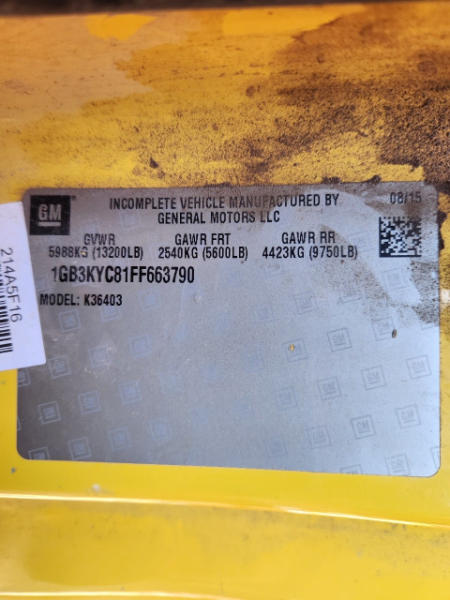 GM
INCOMPLETE VEHICLE MANUFACTURED BY
GENERAL MOTORS LLC
08/15
GVWR GAWR FRT GAWR RR
5988KG (13200LB) 2540KG (5600LB) 4423KG (9750LB)
1GB3KYC81FF663790
MODEL: K36403
214A5F16